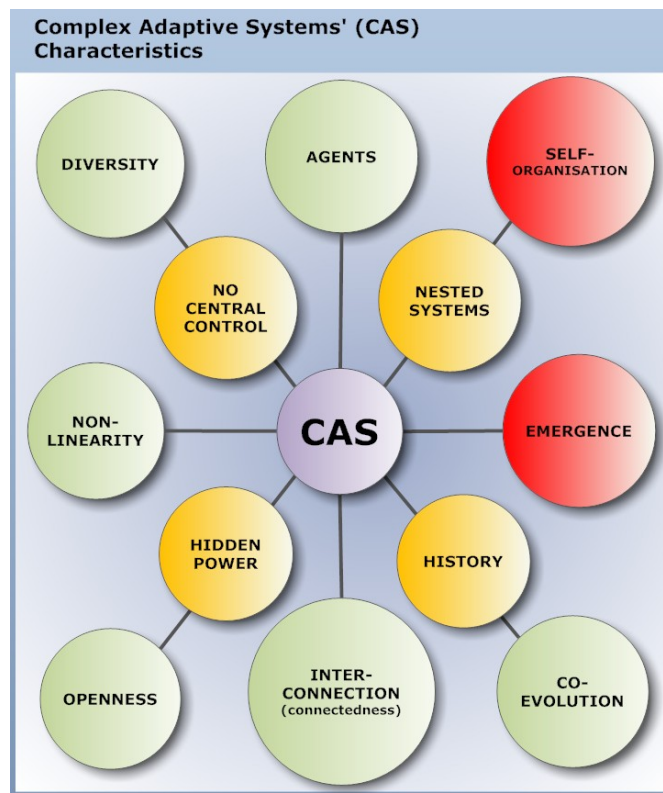 Complex Adaptive Systems' (CAS)
Characteristics
DIVERSITY
AGENTS
SELF-
ORGANISATION
NO
CENTRAL
CONTROL
NESTED
SYSTEMS
NON-
LINEARITY
CAS
EMERGENCE
HIDDEN
POWER
HISTORY
OPENNESS
INTER-
CONNECTION
(connectedness)
CO-
EVOLUTION